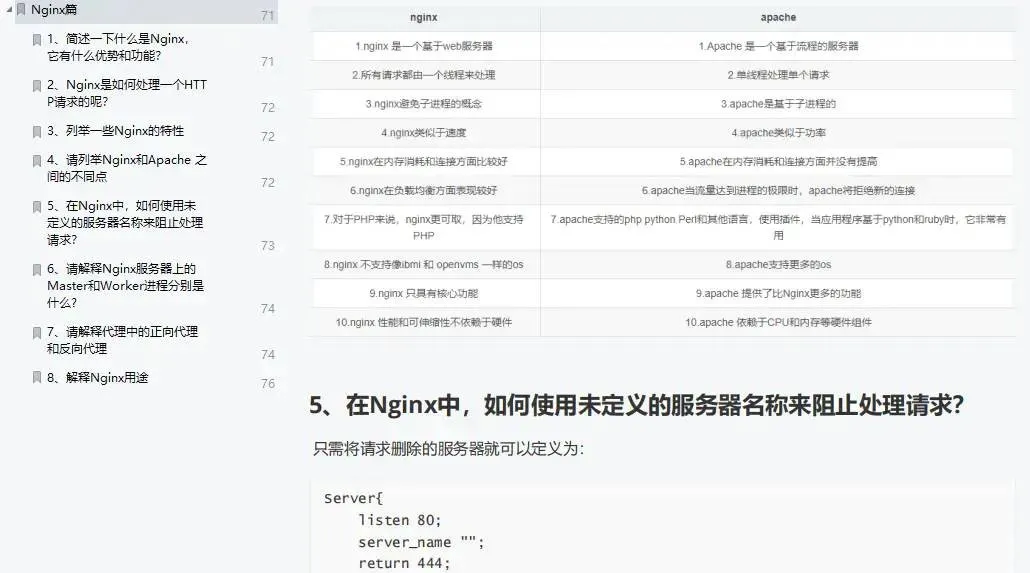 Nginx篇 71
1、简述一下什么是Nginx,
它有什么优势和功能? 71
2、Nginx是如何处理一个HTT
P请求的呢? 72
3、列举一些Nginx的特性 72
4、请列举Nginx和Apache 之
间的不同点 72
5、在Nginx中，如何使用未
定义的服务器名称来阻止处理
请求? 73
6、请解释Nginx服务器上的
Master和Worker进程分别是
什么? 74
7、请解释代理中的正向代理
和反向代理 74
8、解释Nginx用途 76
nginx apache
1.nginx 是一个基于web服务器 1.Apache 是一个基于流程的服务器
2.所有请求都由一个线程来处理 2.单线程处理单个请求
3.nginx避免子进程的概念 3.apache是基于子进程的
4.nginx类似于速度 4.apache类似于功率
5.nginx在内存消耗和连接方面比较好 5.apache在内存消耗和连接方面并没有提高
6.nginx在负载均衡方面表现较好 6.apache当流量达到进程的极限时，apache将拒绝新的连接
7.对于PHP来说，nginx更可取，因为他支持
PHP
7.apache支持的php python Perl和其他语言，使用插件，当应用程序基于python和ruby时，它非常有
用
8.nginx 不支持像ibmi 和 openvms 一样的os 8.apache支持更多的os
9.nginx 只具有核心功能 9.apache 提供了比Nginx更多的功能
10.nginx 性能和可伸缩性不依赖于硬件 10.apache 依赖于CPU和内存等硬件组件
5、在Nginx中，如何使用未定义的服务器名称来阻止处理请求?
只需将请求删除的服务器就可以定义为：
Server{
listen 80;
server_name "";
return 444;